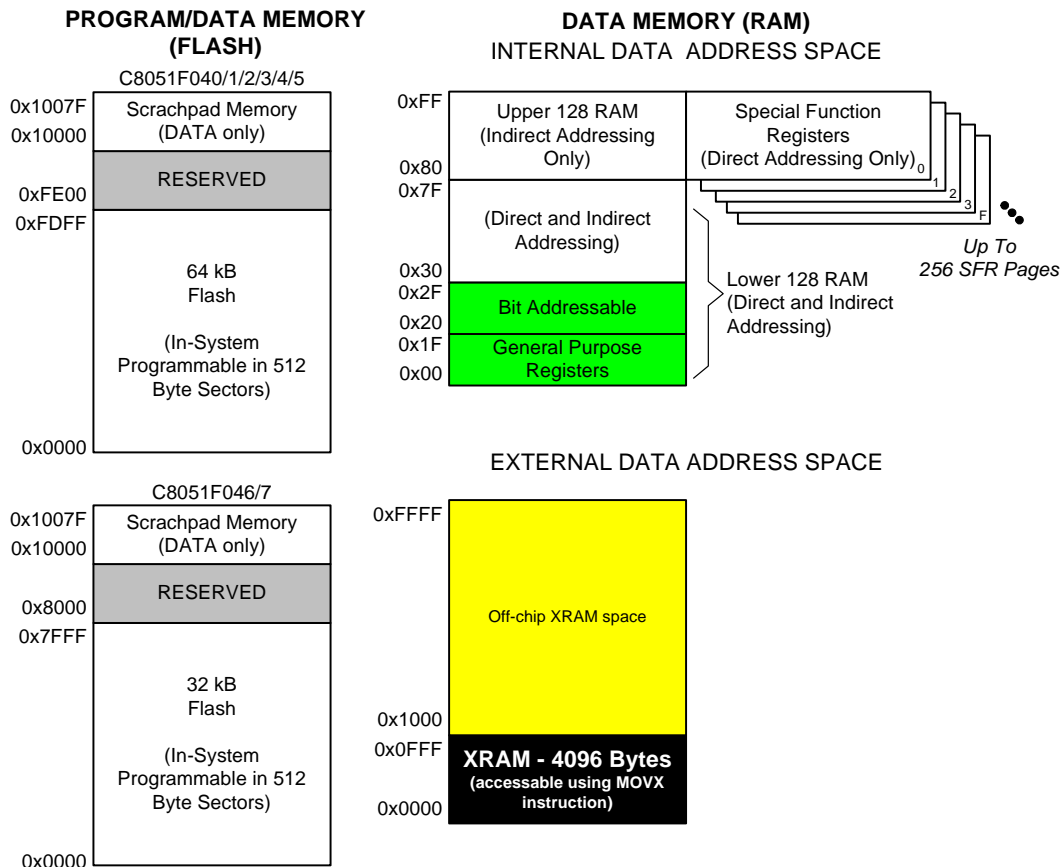 PROGRAM/DATA MEMORY
(FLASH)
C8051F040/1/2/3/4/5
0x1007F
Scrachpad Memory
0x10000
(DATA only)
RESERVED
0xFE00
0xFDFF
64 kB
Flash
(In-System
Programmable in 512
Byte Sectors)
0x0000
C8051F046/7
0x1007F
Scrachpad Memory
0x10000
(DATA only)
RESERVED
0x8000
0x7FFF
32 kB
Flash
(In-System
Programmable in 512
Byte Sectors)
0x0000
DATA MEMORY (RAM)
INTERNAL DATA ADDRESS SPACE
0xFF
Upper 128 RAM
(Indirect Addressing
Only)
0x80
Special Function
Registers
(Direct Addressing Only)
0
1
2
3
F
Up To
256 SFR Pages
0x7F
(Direct and Indirect
Addressing)
0x30
0x2F
Bit Addressable
0x20
0x1F
General Purpose
Registers
0x00
Lower 128 RAM
(Direct and Indirect
Addressing)
EXTERNAL DATA ADDRESS SPACE
0xFFFF
Off-chip XRAM space
0x1000
0x0FFF
XRAM - 4096 Bytes
(accessable using MOVX
instruction)
0x0000